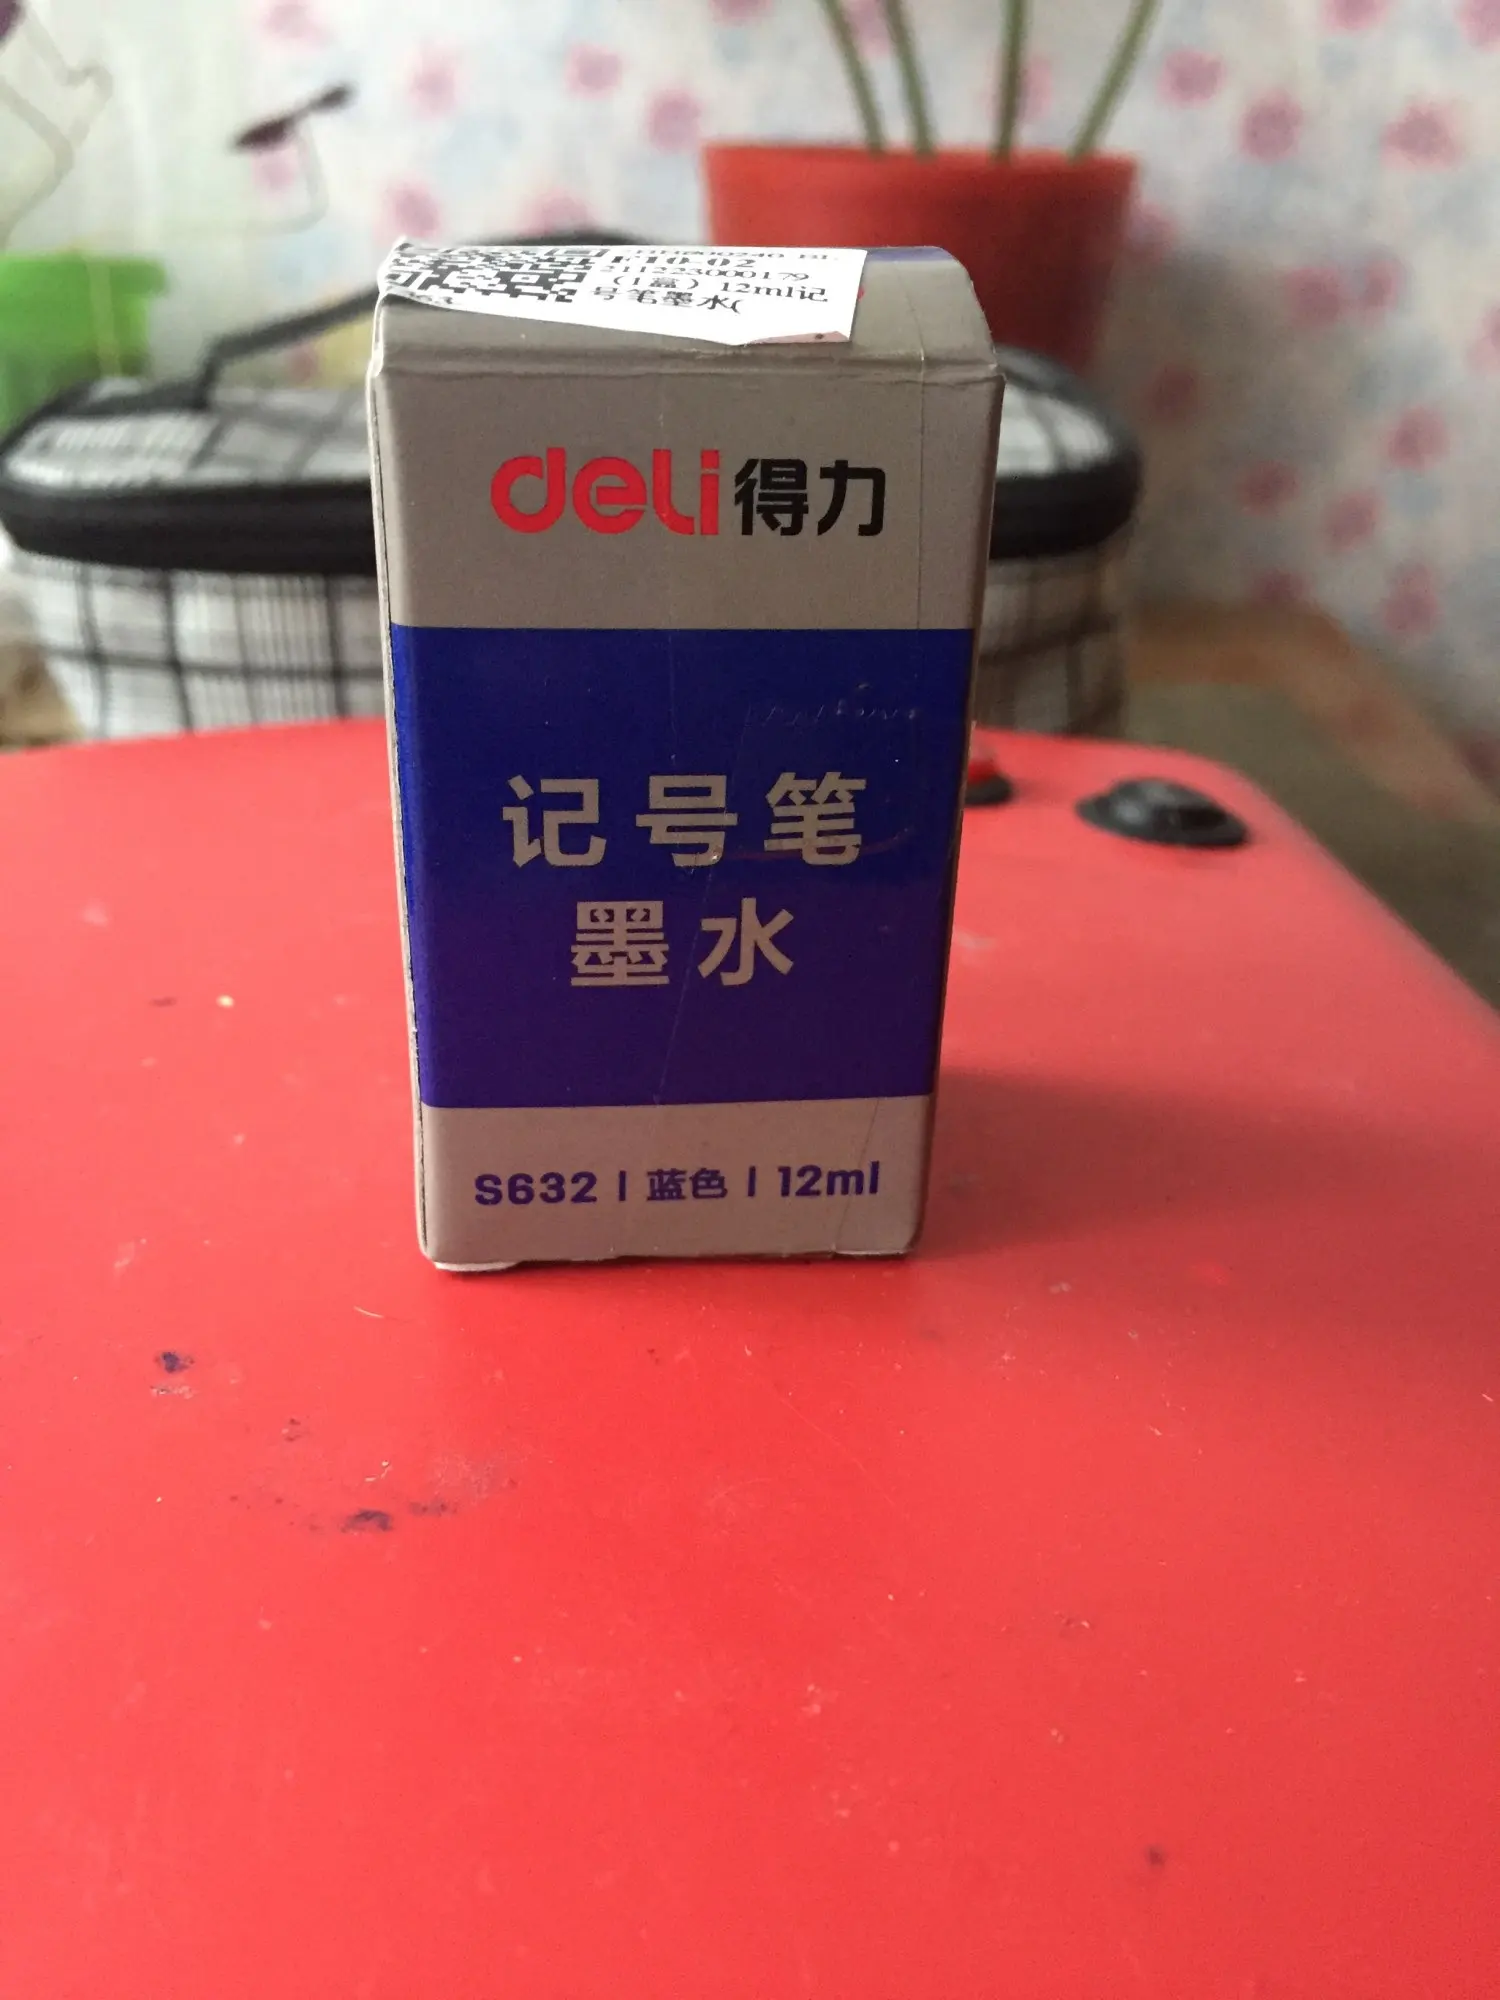 211223000179
(1盒) 12ml记
号笔墨水(
deli得力
记号笔
墨水
S632 | 蓝色 | 12ml